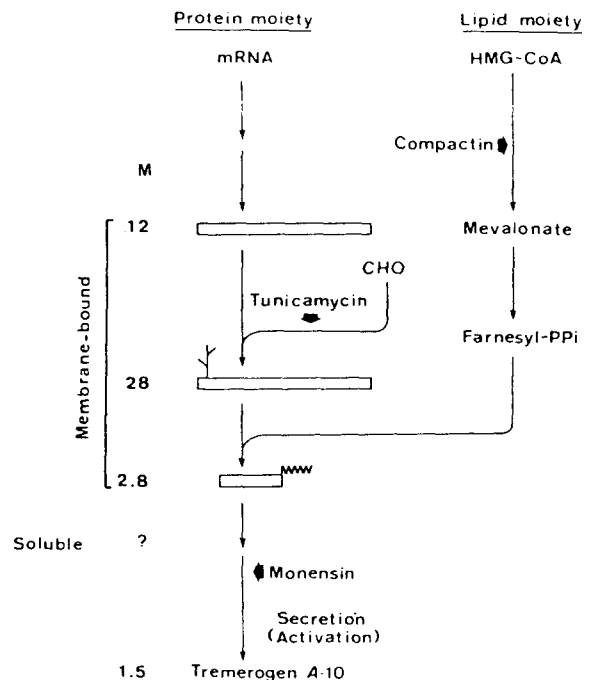 Protein moiety
Lipid moiety
mRNA
HMG-CoA
Compactin
M
12
Mevalonate
CHO
Tunicamycin
Farnesyl-PPi
Membrane-bound
28
2.8
Soluble
?
Monensin
Secretion
(Activation)
1.5
Tremerogen A-10